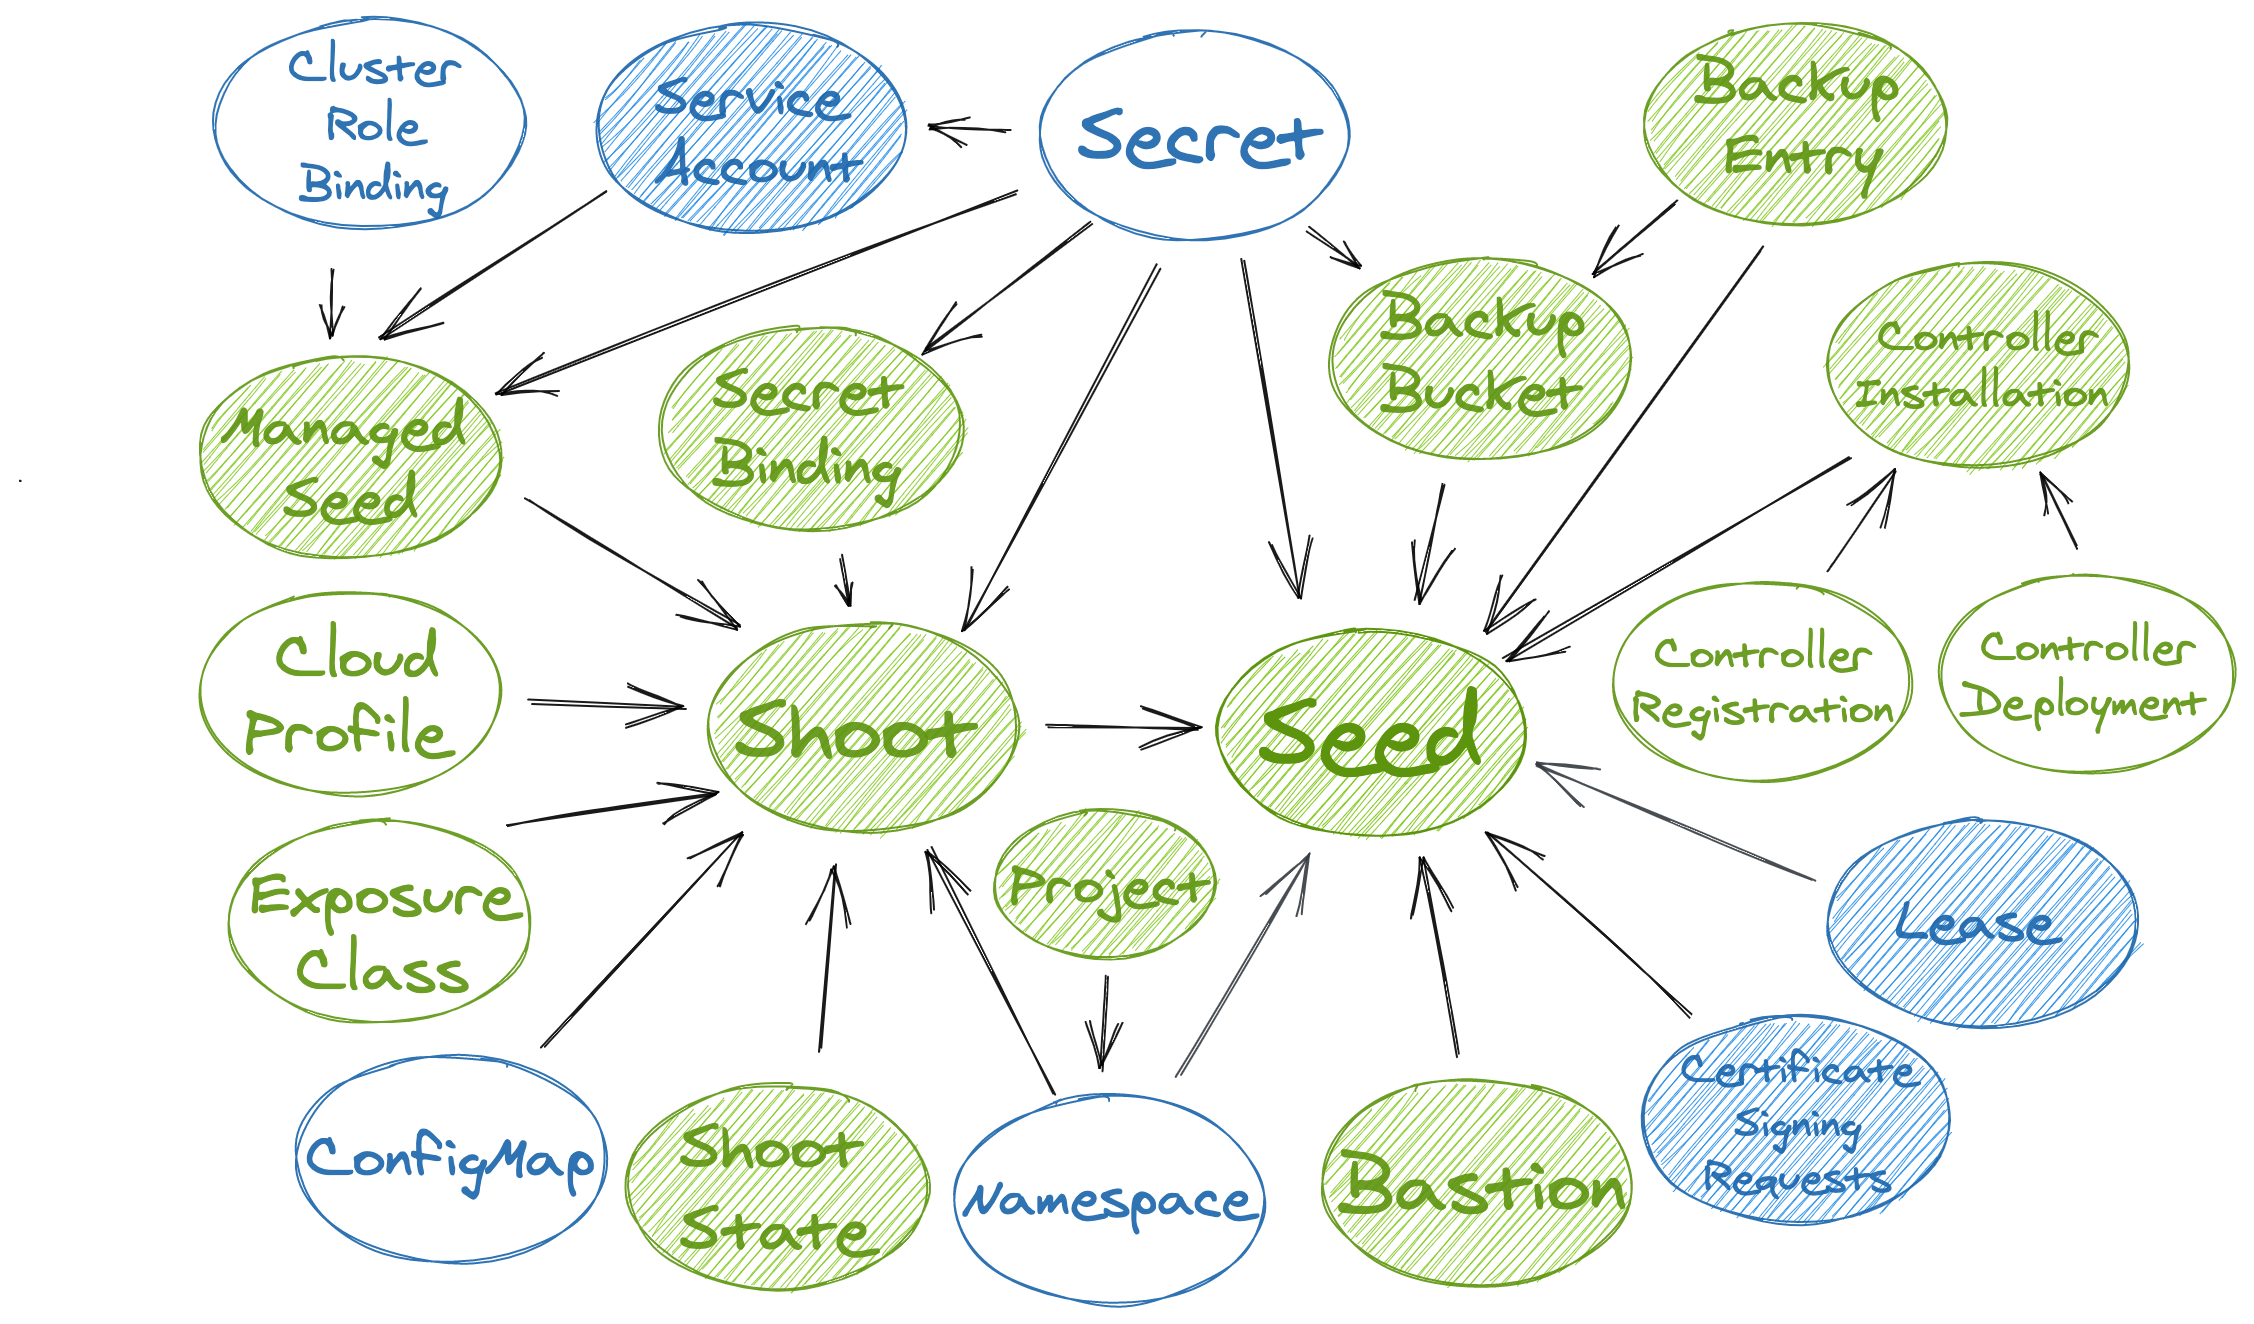 Cluster
Role
Binding
Service
Account
Secret
Backup
Entry
Managed
Seed
Secret
Binding
Backup
Bucket
Controller
Installation
Cloud
Profile
Shoot
Seed
Controller
Registration
Controller
Deployment
Exposure
Class
Project
Lease
ConfigMap
Shoot
State
Namespace
Bastion
Certificate
Signing
Requests